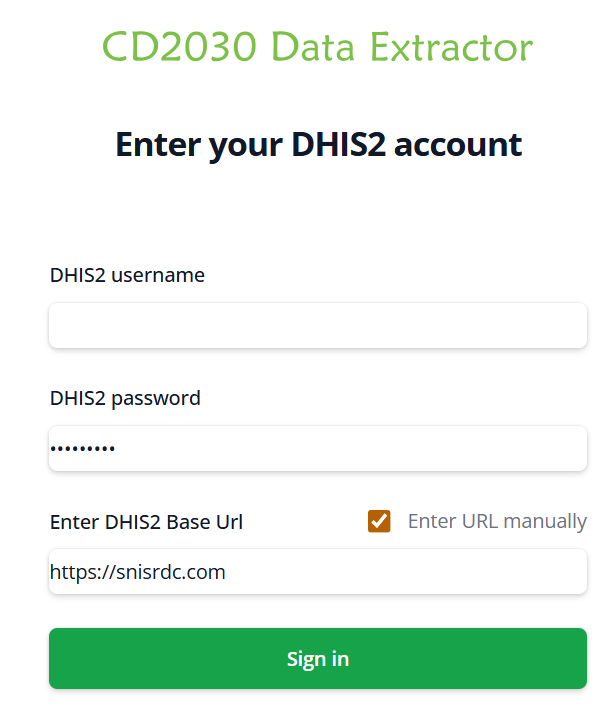 CD2030 Data Extractor
Enter your DHIS2 account
DHIS2 username
DHIS2 password
•••••••••
Enter DHIS2 Base Url Enter URL manually
https://snisrdc.com
Sign in